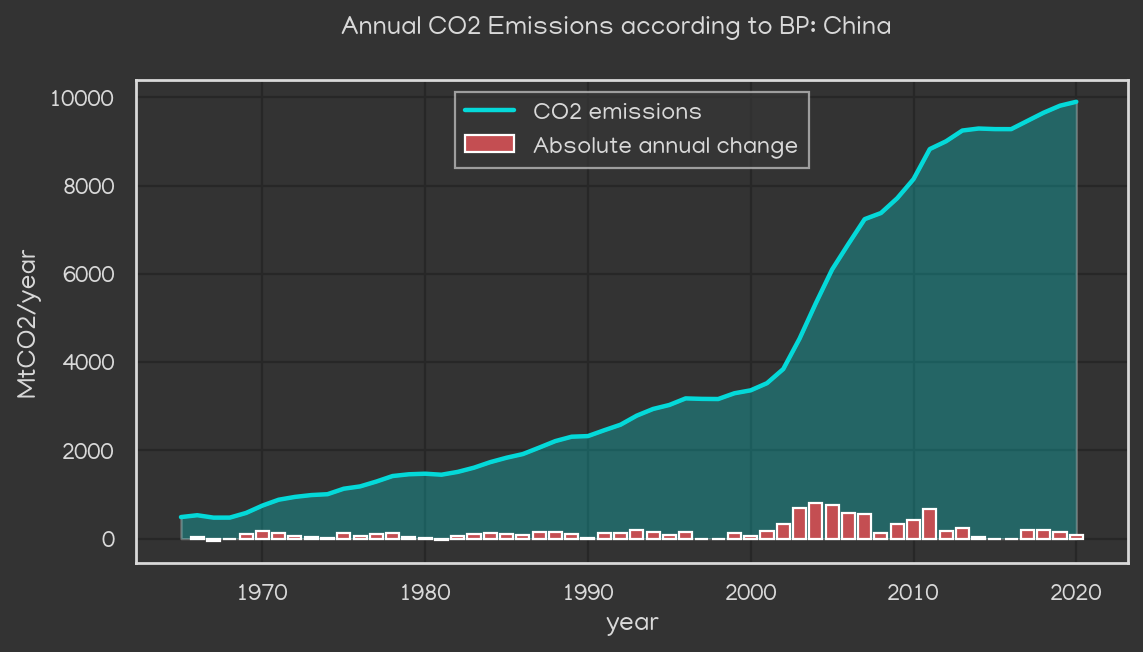 Annual CO2 Emissions according to BP: China
CO2 emissions
Absolute annual change
MtCO2/year
10000
8000
6000
4000
2000
0
1970
1980
1990
2000
2010
2020
year